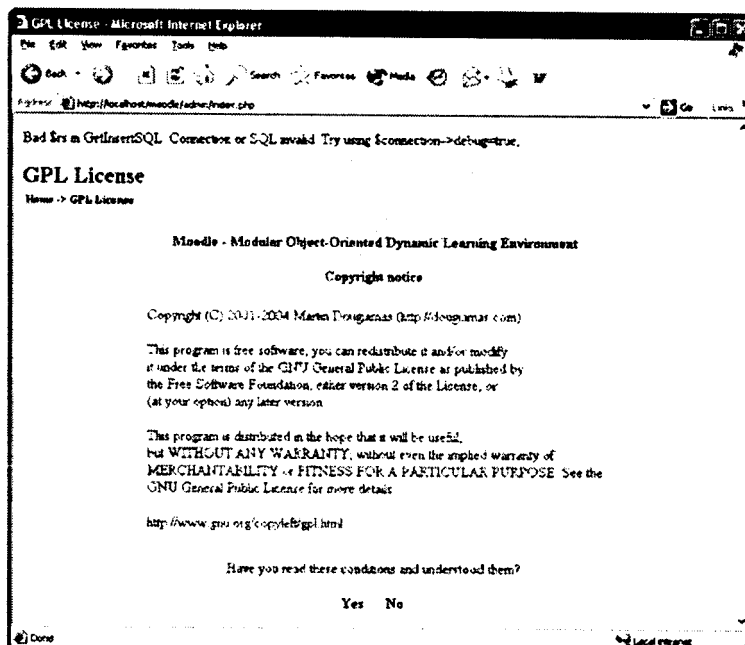 GPL License - Microsoft Internet Explorer
File Edit View Favorites Tools Help
Back Search Favorites Media
Address http://localhost/moodle/admin/index.php Go Links
Bad $rs in GetInsertSQL Connection or SQL invalid Try using $connection->debug=true,
GPL License
Home -> GPL License
Moodle - Modular Object-Oriented Dynamic Learning Environment
Copyright notice
Copyright (C) 2001-2004 Martin Dougiamas (http://dougiamas.com)
This program is free software, you can redistribute it and/or modify
it under the terms of the GNU General Public License as published by
the Free Software Foundation, either version 2 of the License, or
(at your option) any later version
This program is distributed in the hope that it will be useful,
but WITHOUT ANY WARRANTY, without even the implied warranty of
MERCHANTABILITY or FITNESS FOR A PARTICULAR PURPOSE See the
GNU General Public License for more details
http://www.gnu.org/copyleft/gpl.html
Have you read these conditions and understood them?
Yes No
Done Local intranet